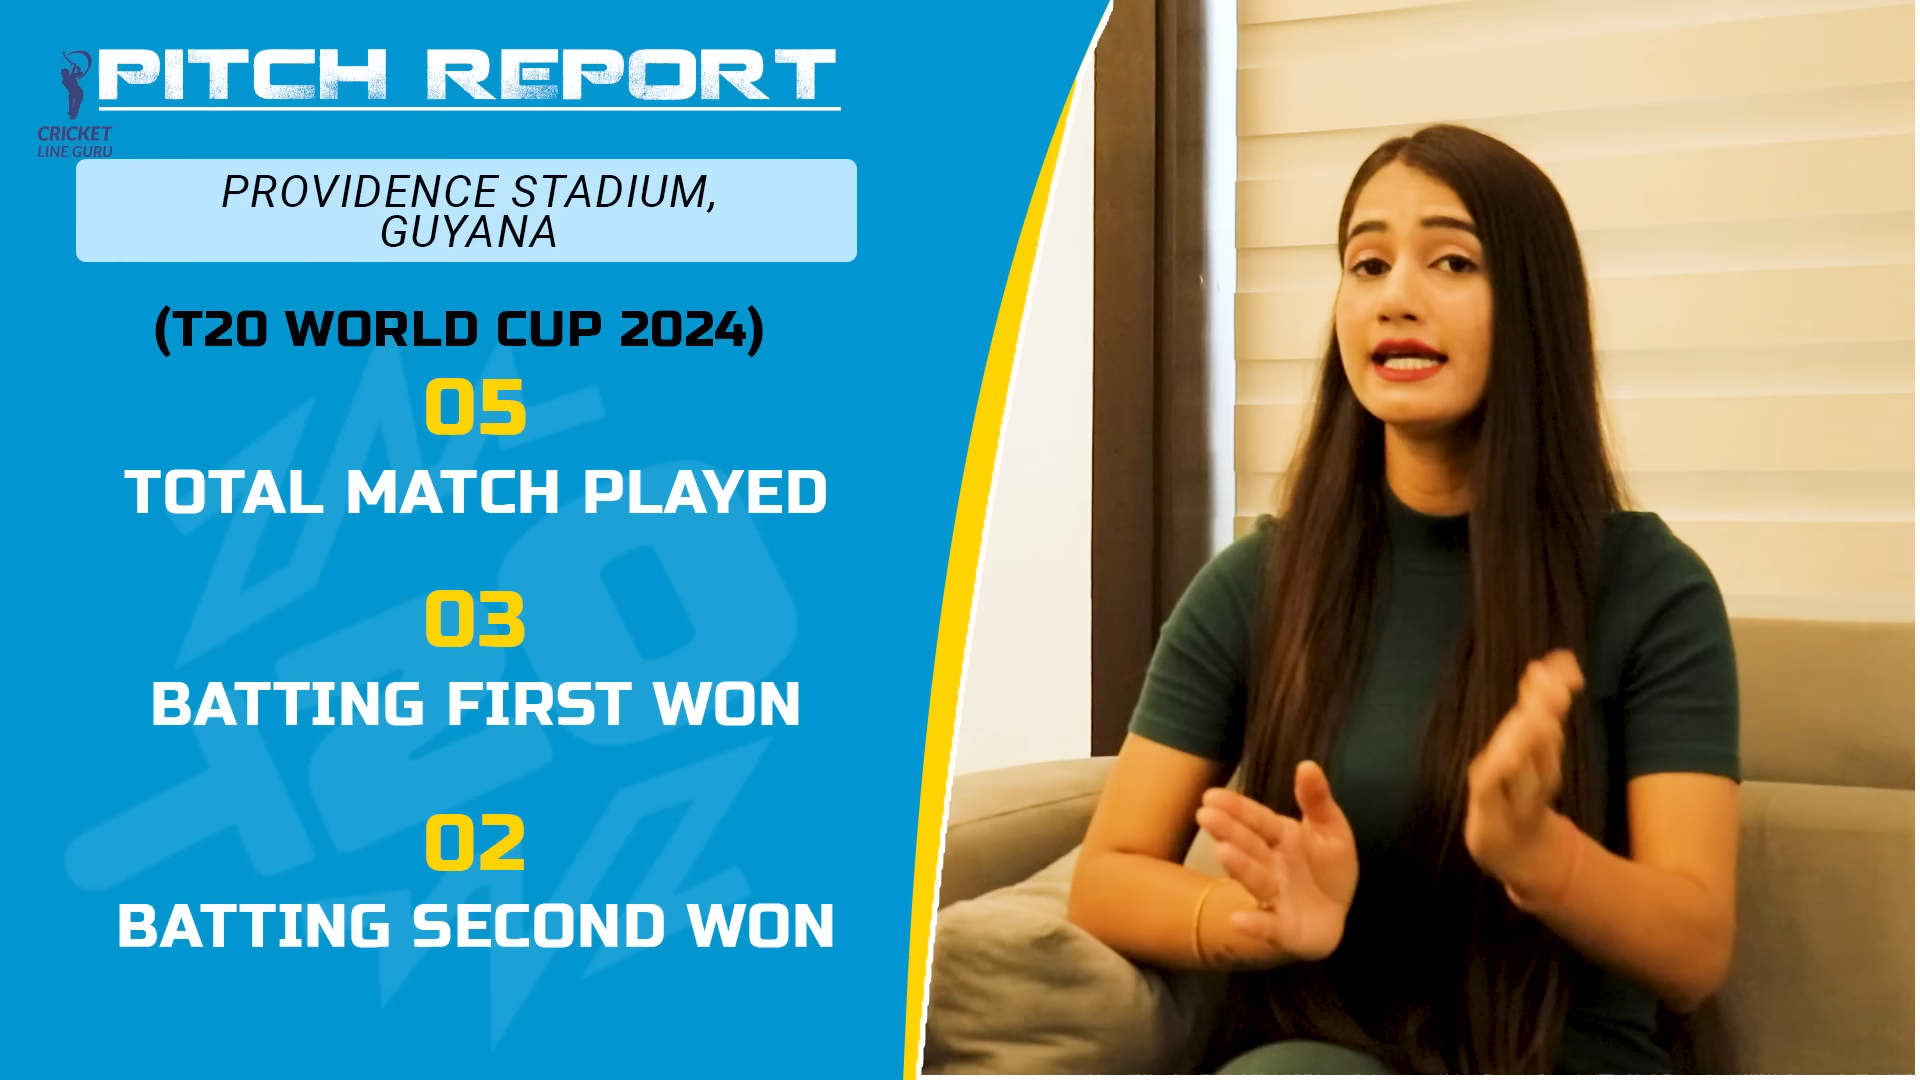 PITCH REPORT
CRICKET
LINE GURU
PROVIDENCE STADIUM,
GUYANA
(T20 WORLD CUP 2024)
05
TOTAL MATCH PLAYED
03
BATTING FIRST WON
02
BATTING SECOND WON
T20